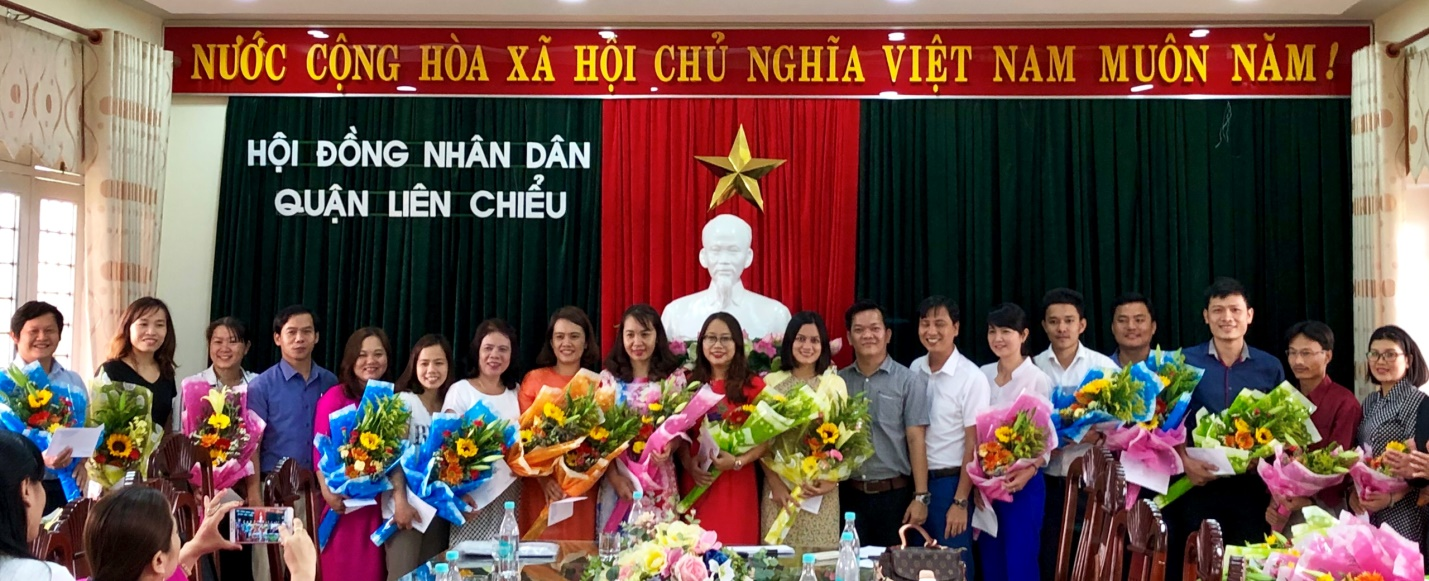 NƯỚC CỘNG HÒA XÃ HỘI CHỦ NGHĨA VIỆT NAM MUÔN NĂM!
HỘI ĐỒNG NHÂN DÂN
QUẬN LIÊN CHIỂU